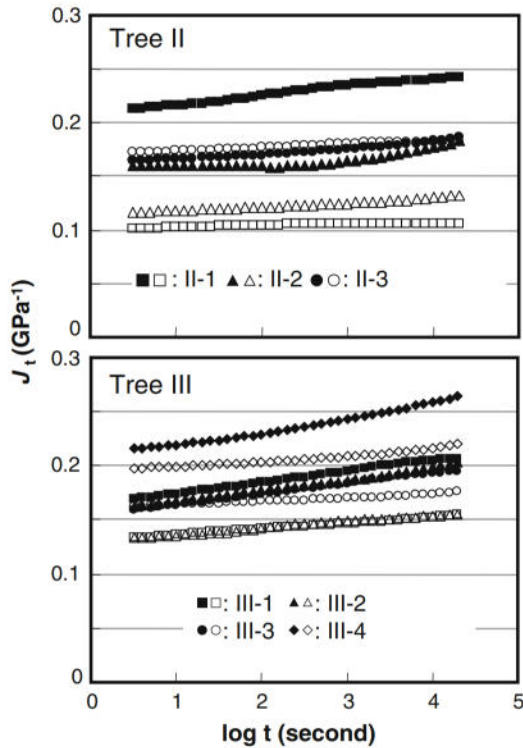 0.3
Tree II
0.2
0.1
■□: II-1 ▲△: II-2 ●○: II-3
0
J t (GPa-1)
0.3
Tree III
0.2
0.1
■□: III-1 ▲△: III-2
●○: III-3 ◆◇: III-4
0
0 1 2 3 4 5
log t (second)